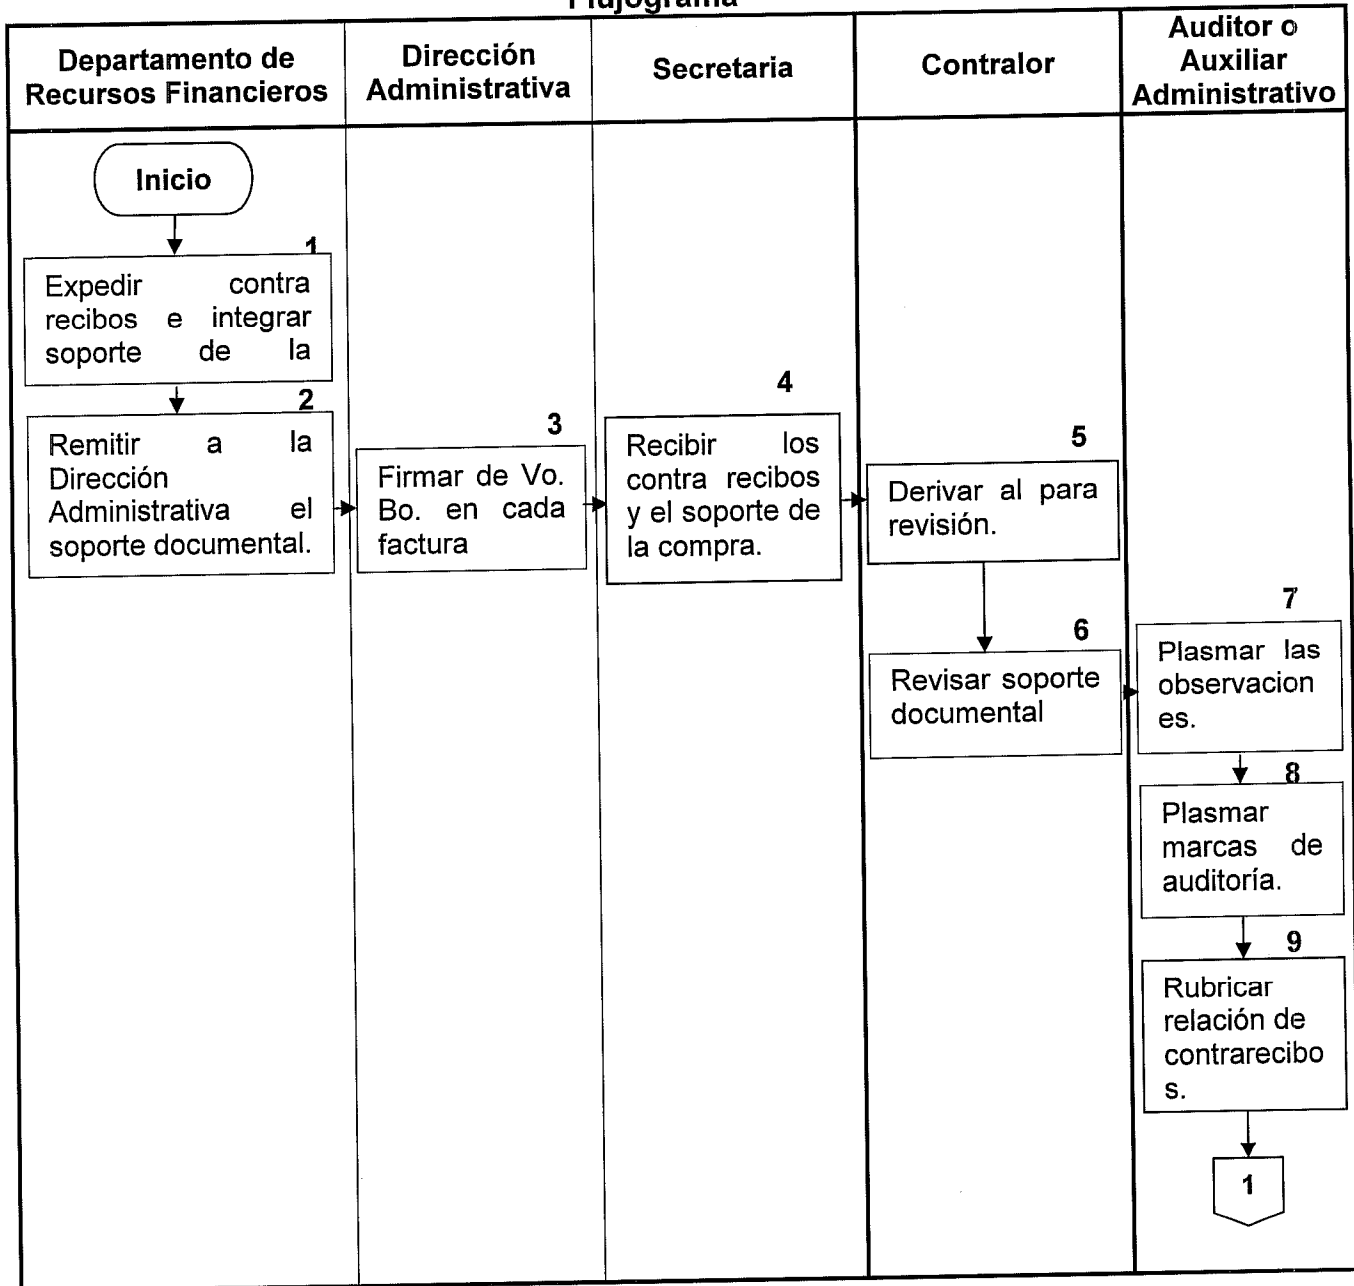 Flujograma
Departamento de
Recursos Financieros
Dirección
Administrativa
Secretaria
Contralor
Auditor o
Auxiliar
Administrativo
Inicio
1
Expedir contra
recibos e integrar
soporte de la
2
Remitir a la
Dirección
Administrativa el
soporte documental.
3
Firmar de Vo.
Bo. en cada
factura
4
Recibir los
contra recibos
y el soporte de
la compra.
5
Derivar al para
revisión.
6
Revisar soporte
documental
7
Plasmar las
observacion
es.
8
Plasmar
marcas de
auditoría.
9
Rubricar
relación de
contrarecibo
s.
1